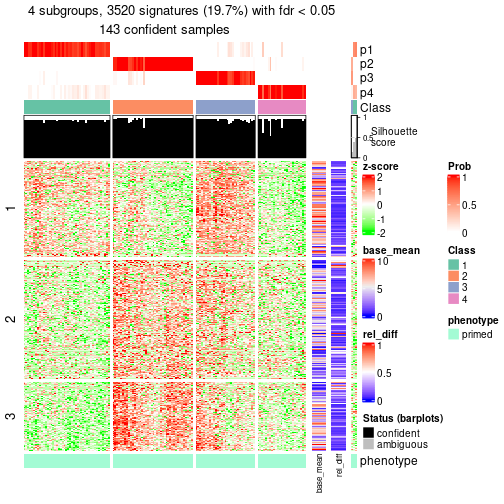 4 subgroups, 3520 signatures (19.7%) with fdr < 0.05
143 confident samples
p1
p2
p3
p4
Class
1
0.5
0
Silhouette
score
1
2
3
z-score
2
1
0
-1
-2
base_mean
10
5
0
rel_diff
1
0.5
0
Status (barplots)
confident
ambiguous
Prob
1
0.5
0
Class
1
2
3
4
phenotype
primed
phenotype
base_mean
rel_diff